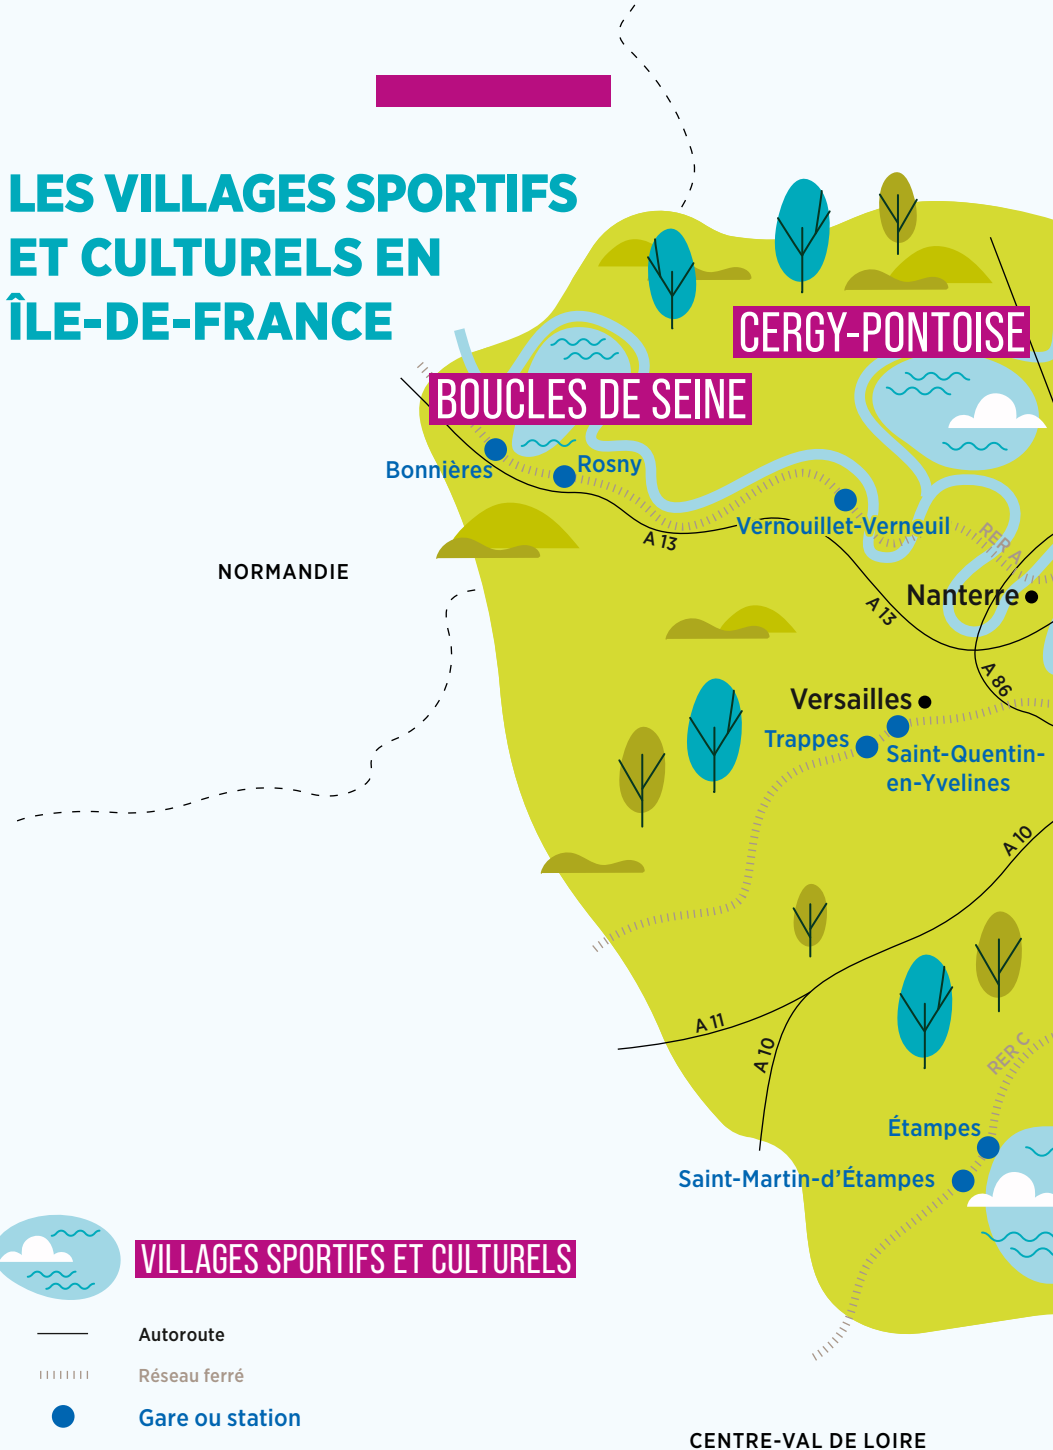 LES VILLAGES SPORTIFS
ET CULTURELS EN
ÎLE-DE-FRANCE
CERGY-PONTOISE
BOUCLES DE SEINE
Bonnières
Rosny
Vernouillet-Verneuil
A 13
RER A
NORMANDIE
Nanterre
A 13
A 86
Versailles
Trappes
Saint-Quentin-
en-Yvelines
A 10
A 11
A 10
RER C
Étampes
Saint-Martin-d'Étampes
VILLAGES SPORTIFS ET CULTURELS
Autoroute
Réseau ferré
Gare ou station
CENTRE-VAL DE LOIRE